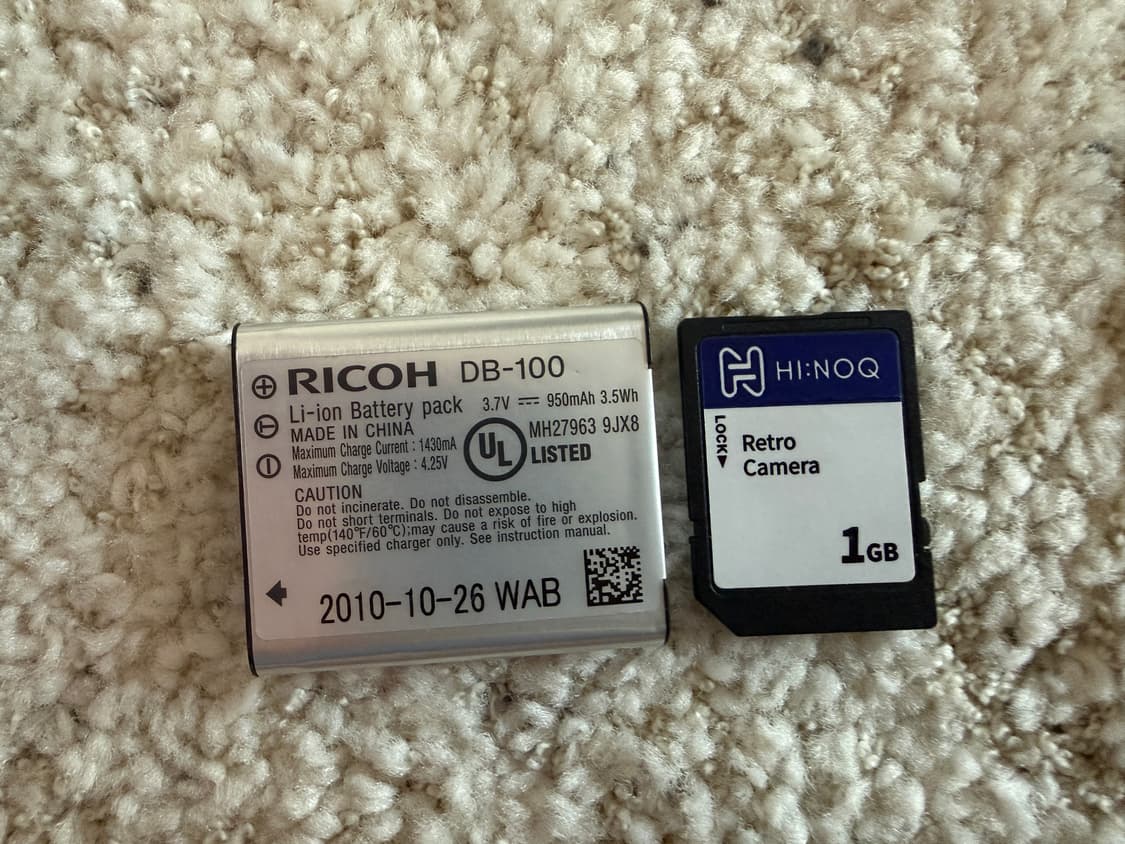 RICOH DB-100
Li-ion Battery pack 3.7V ⎓ 950mAh 3.5Wh
MADE IN CHINA
Maximum Charge Current : 1430mA
Maximum Charge Voltage : 4.25V
UL
MH27963 9JX8
LISTED
CAUTION
Do not incinerate. Do not disassemble.
Do not short terminals. Do not expose to high
temp(140°F/60°C);may cause a risk of fire or explosion.
Use specified charger only. See instruction manual.
2010-10-26 WAB
HI:NOQ
LOCK
Retro
Camera
1GB